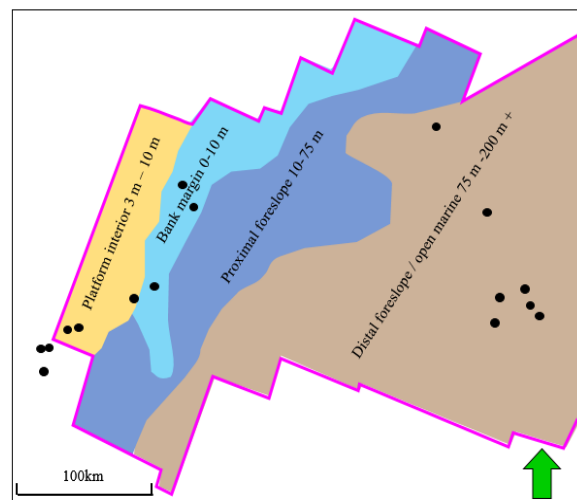 Platform interior 3 m – 10 m
Bank margin 0-10 m
Proximal foreslope 10-75 m
Distal foreslope / open marine 75 m -200 m +
100km